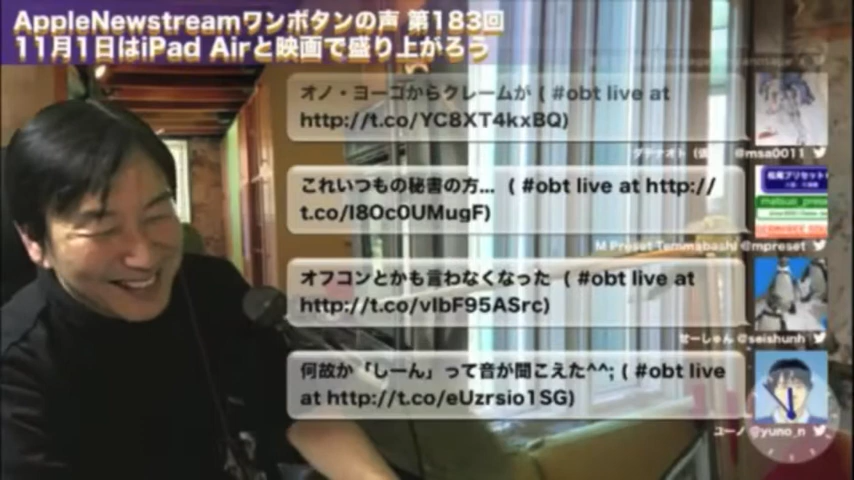 AppleNewstreamワンボタンの声 第183回
11月1日はiPad Airと映画で盛り上がろう
オノ・ヨーコからクレームが ( #obt live at
http://t.co/YC8XT4kxBQ)
@msa0011
これいつもの秘書の方... ( #obt live at http://
t.co/I8Oc0UMugF)
M Preset Temmabashi @mpreset
オフコンとかも言わなくなった ( #obt live at
http://t.co/vIbF95ASrc)
せーしゅん @seishunh
何故か「しーん」って音が聞こえた^^; ( #obt live
at http://t.co/eUzrsio1SG)
ユーノ @yuno_n